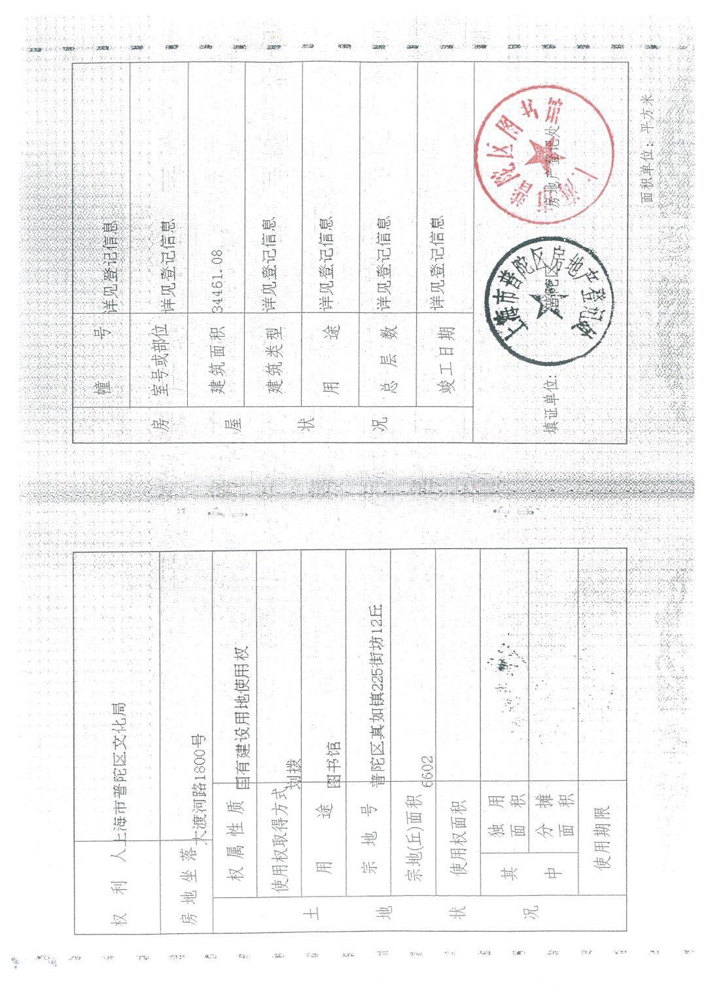 权利人 上海市普陀区文化局
房地坐落 大渡河路1800号
土地状况
权属性质 国有建设用地使用权
使用权取得方式 划拨
用途 图书馆
宗地号 普陀区真如镇225街坊12丘
宗地(丘)面积 6602
使用权面积
其中
独用面积
分摊面积
使用期限
房屋状况
幢号 详见登记信息
室号或部位 详见登记信息
建筑面积 34461.08
建筑类型 详见登记信息
用途 详见登记信息
总层数 详见登记信息
竣工日期 详见登记信息
填证单位: 普陀区 房地产登记处
上海市普陀区房地产登记处
上海市普陀区图书馆
面积单位: 平方米